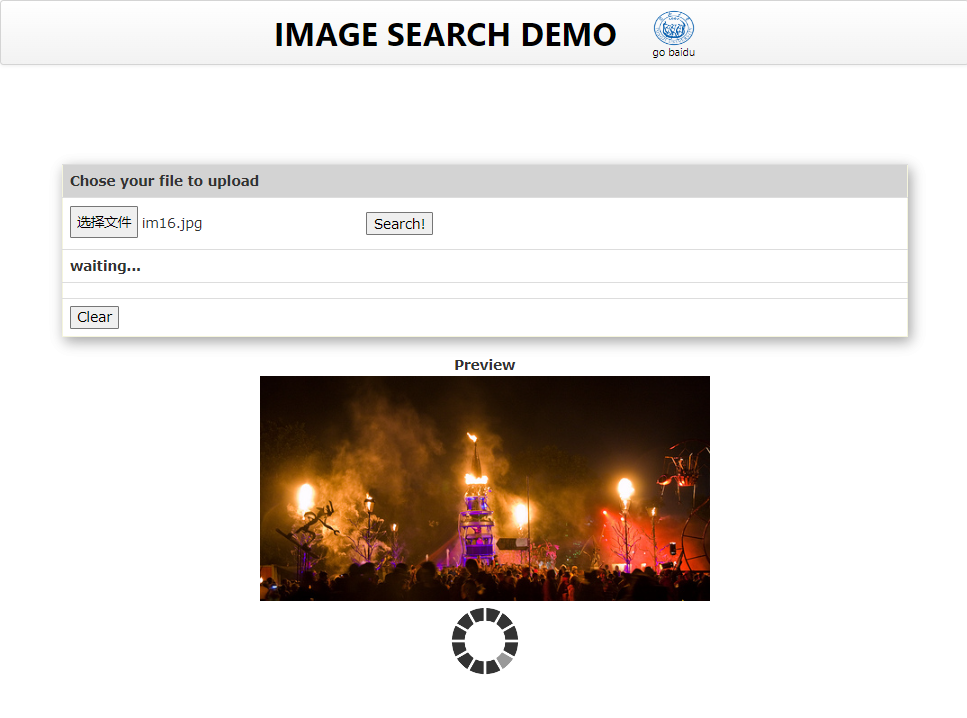 IMAGE SEARCH DEMO
go baidu
Chose your file to upload
选择文件 im16.jpg Search!
waiting...
Clear
Preview